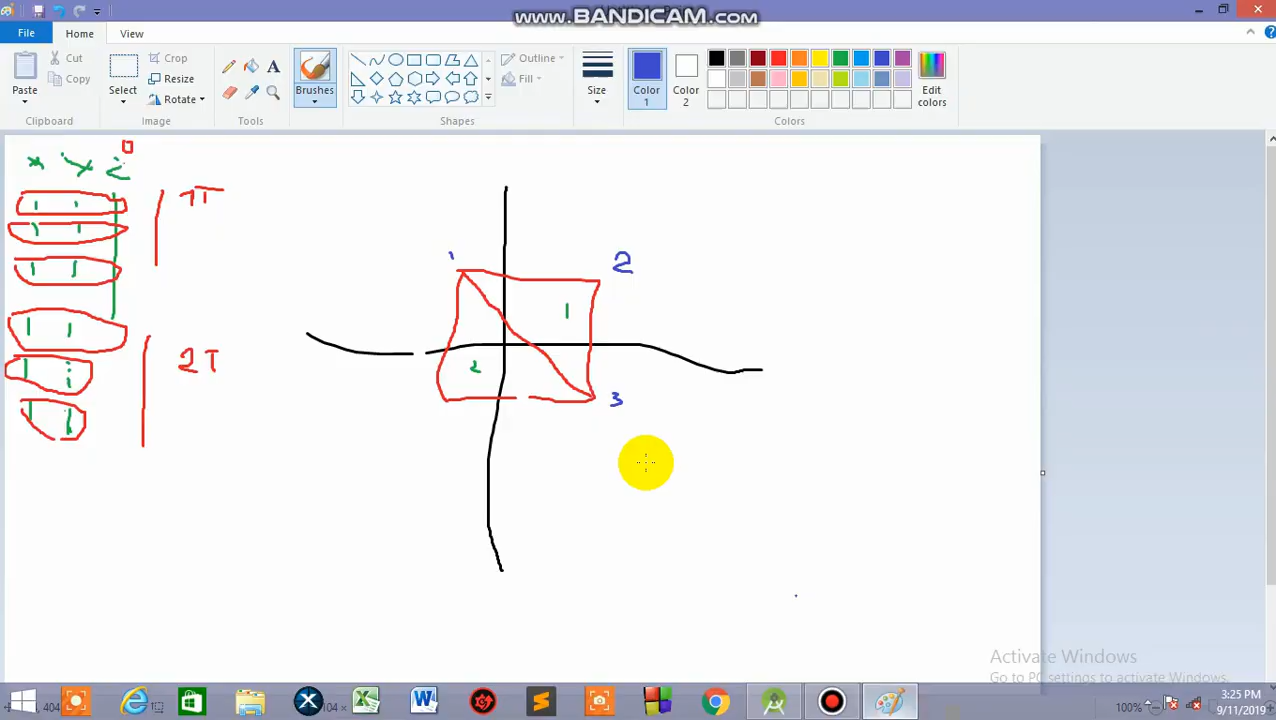 www.BANDICAM.com
File
Home
View
Cut
Copy
Paste
Clipboard
Crop
Resize
Rotate
Select
Image
Tools
Brushes
Outline
Fill
Shapes
Size
Color 1
Color 2
Edit colors
Colors
x y z 0
1T
2T
1
2
3
1
2
Activate Windows
Go to PC settings to activate Windows.
100%
3:25 PM
9/11/2019